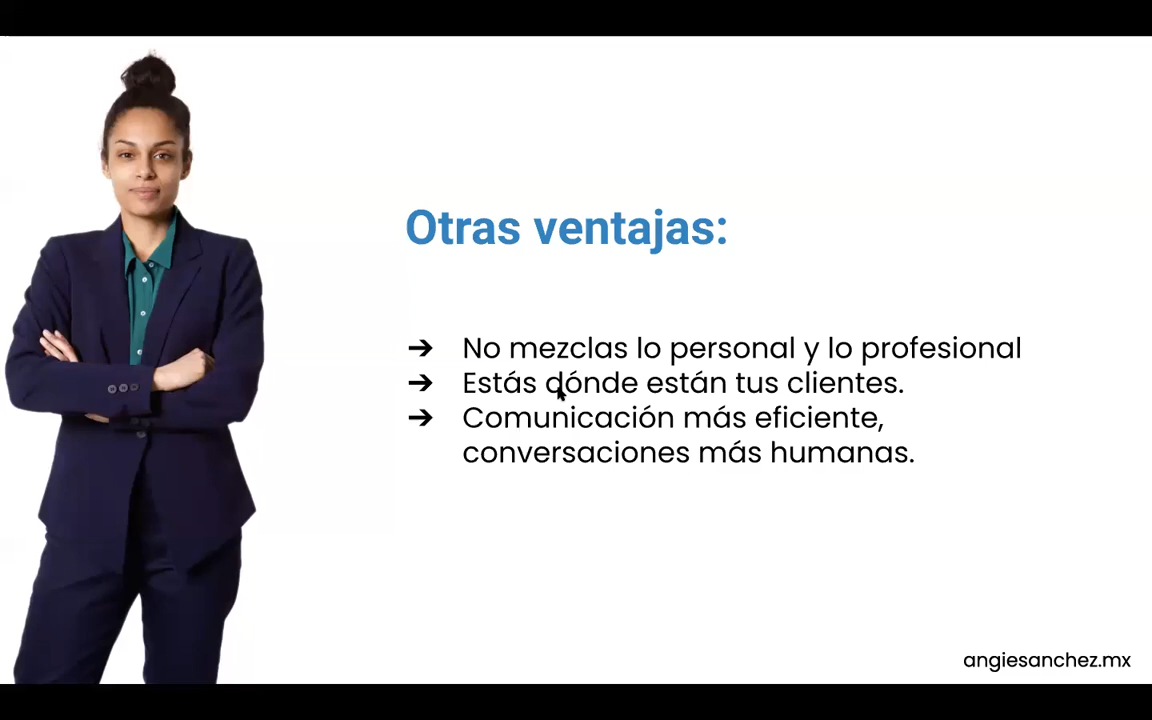 Otras ventajas:
➔ No mezclas lo personal y lo profesional
➔ Estás dónde están tus clientes.
➔ Comunicación más eficiente,
conversaciones más humanas.
angiesanchez.mx